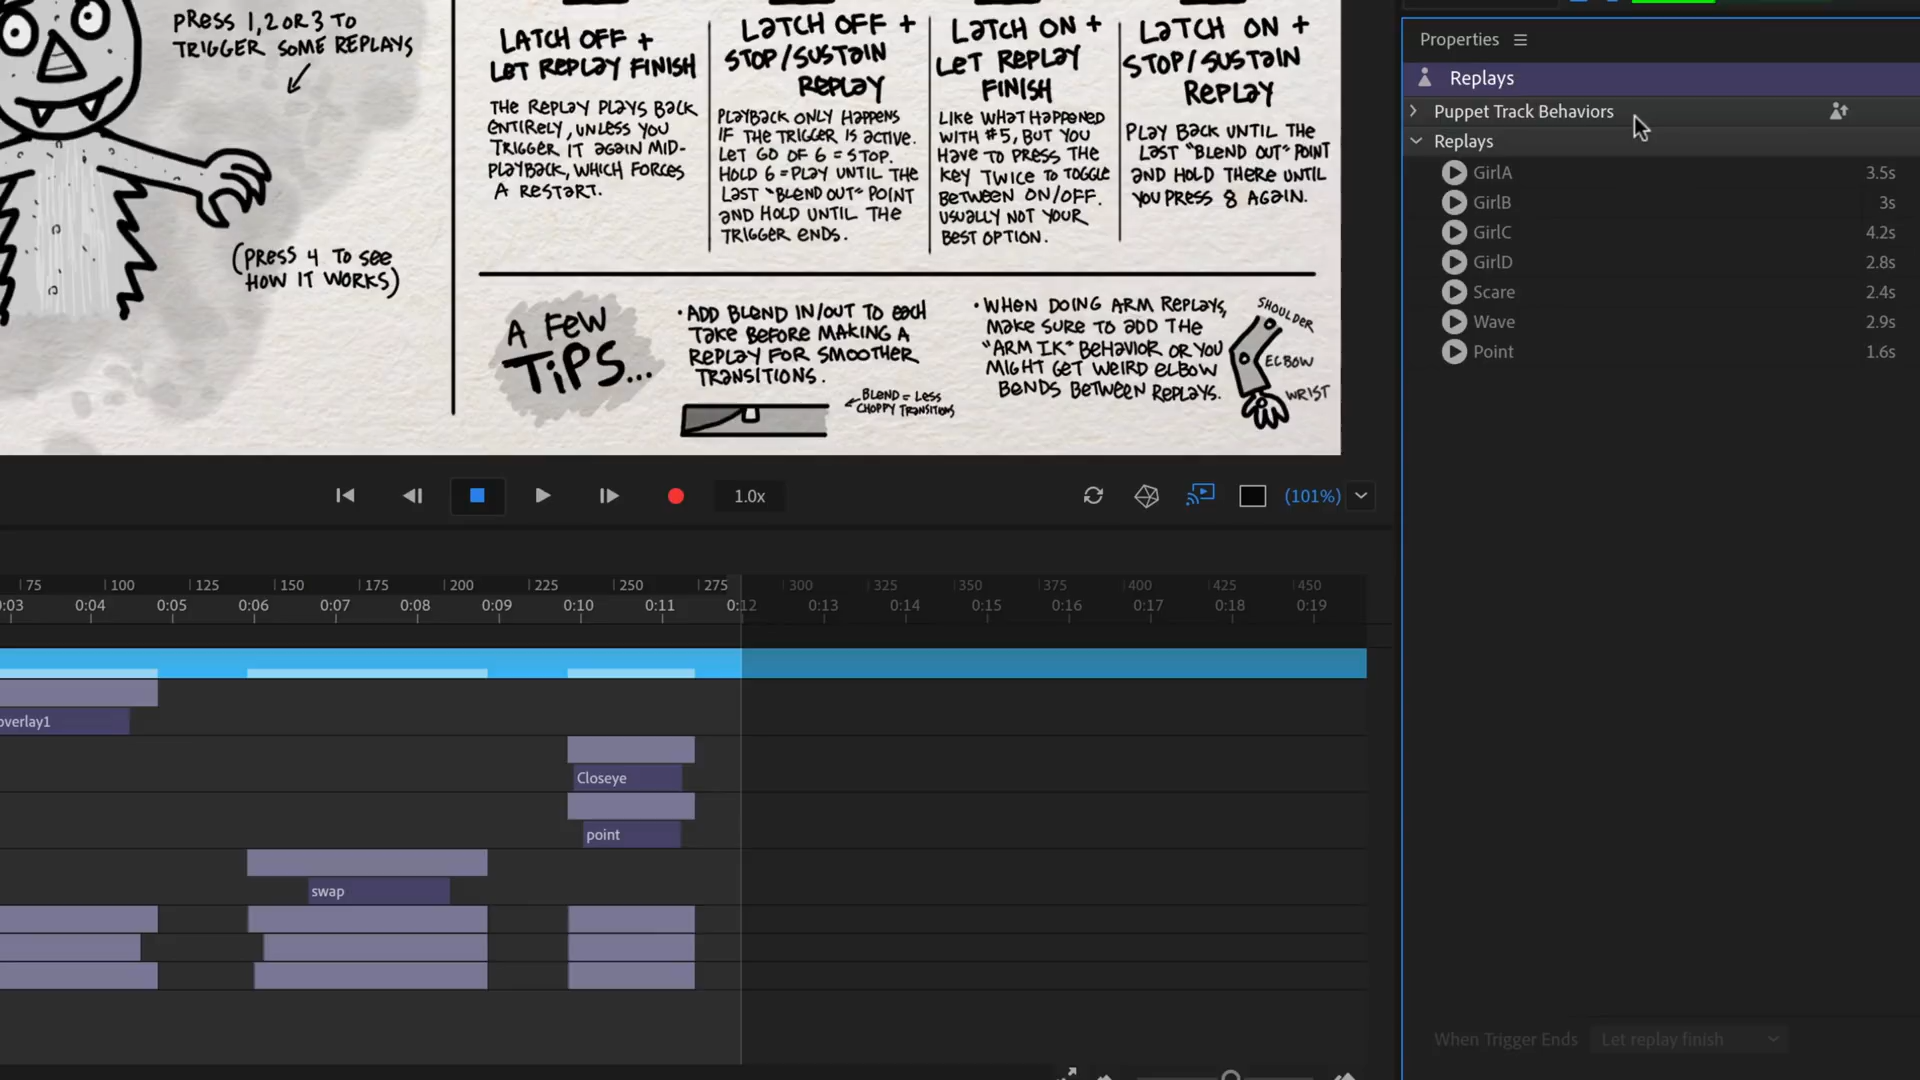 PRESS 1, 2 OR 3 TO
TRIGGER SOME REPLAYS
(PRESS 4 TO SEE
HOW IT WORKS)
LATCH OFF +
LET REPLAY FINISH
THE REPLAY PLAYS BACK
ENTIRELY, UNLESS YOU
TRIGGER IT AGAIN MID-
PLAYBACK, WHICH FORCES
A RESTART.
LATCH OFF +
STOP/SUSTAIN
REPLAY
PLAYBACK ONLY HAPPENS
IF THE TRIGGER IS ACTIVE.
LET GO OF 6 = STOP.
HOLD 6 = PLAY UNTIL THE
LAST "BLEND OUT" POINT
AND HOLD UNTIL THE
TRIGGER ENDS.
LATCH ON +
LET REPLAY
FINISH
LIKE WHAT HAPPENED
WITH #5, BUT YOU
HAVE TO PRESS THE
KEY TWICE TO TOGGLE
BETWEEN ON/OFF.
USUALLY NOT YOUR
BEST OPTION.
LATCH ON +
STOP/SUSTAIN
REPLAY
PLAY BACK UNTIL THE
LAST "BLEND OUT" POINT
AND HOLD THERE UNTIL
YOU PRESS 8 AGAIN.
A FEW
TIPS...
• ADD BLEND IN/OUT TO EACH
TAKE BEFORE MAKING A
REPLAY FOR SMOOTHER
TRANSITIONS.
BLEND = LESS
CHOPPY TRANSITIONS
• WHEN DOING ARM REPLAYS,
MAKE SURE TO ADD THE
"ARM IK" BEHAVIOR OR YOU
MIGHT GET WEIRD ELBOW
BENDS BETWEEN REPLAYS.
SHOULDER
ELBOW
WRIST
Properties
Replays
Puppet Track Behaviors
Replays
GirlA 3.5s
GirlB 3s
GirlC 4.2s
GirlD 2.8s
Scare 2.4s
Wave 2.9s
Point 1.6s
1.0x (101%)
75 100 125 150 175 200 225 250 275 300 325 350 375 400 425 450
:03 0:04 0:05 0:06 0:07 0:08 0:09 0:10 0:11 0:12 0:13 0:14 0:15 0:16 0:17 0:18 0:19
overlay1
Closeye
point
swap
When Trigger Ends Let replay finish